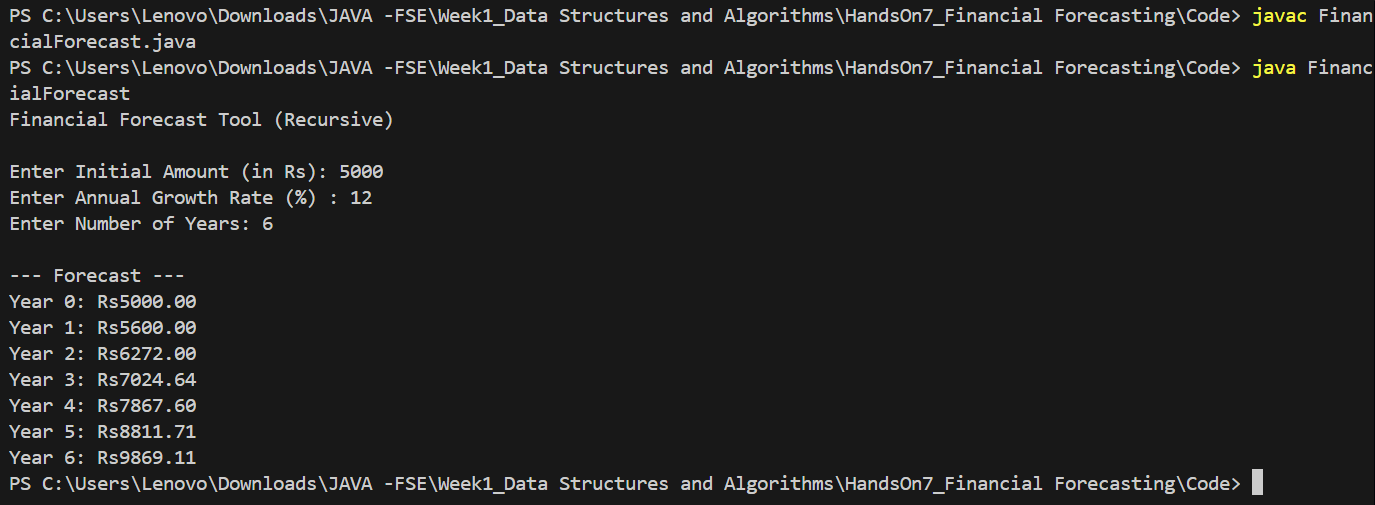 PS C:\Users\Lenovo\Downloads\JAVA -FSE\Week1_Data Structures and Algorithms\HandsOn7_Financial Forecasting\Code> javac Finan
cialForecast.java
PS C:\Users\Lenovo\Downloads\JAVA -FSE\Week1_Data Structures and Algorithms\HandsOn7_Financial Forecasting\Code> java Financ
ialForecast
Financial Forecast Tool (Recursive)

Enter Initial Amount (in Rs): 5000
Enter Annual Growth Rate (%) : 12
Enter Number of Years: 6

--- Forecast ---
Year 0: Rs5000.00
Year 1: Rs5600.00
Year 2: Rs6272.00
Year 3: Rs7024.64
Year 4: Rs7867.60
Year 5: Rs8811.71
Year 6: Rs9869.11
PS C:\Users\Lenovo\Downloads\JAVA -FSE\Week1_Data Structures and Algorithms\HandsOn7_Financial Forecasting\Code>